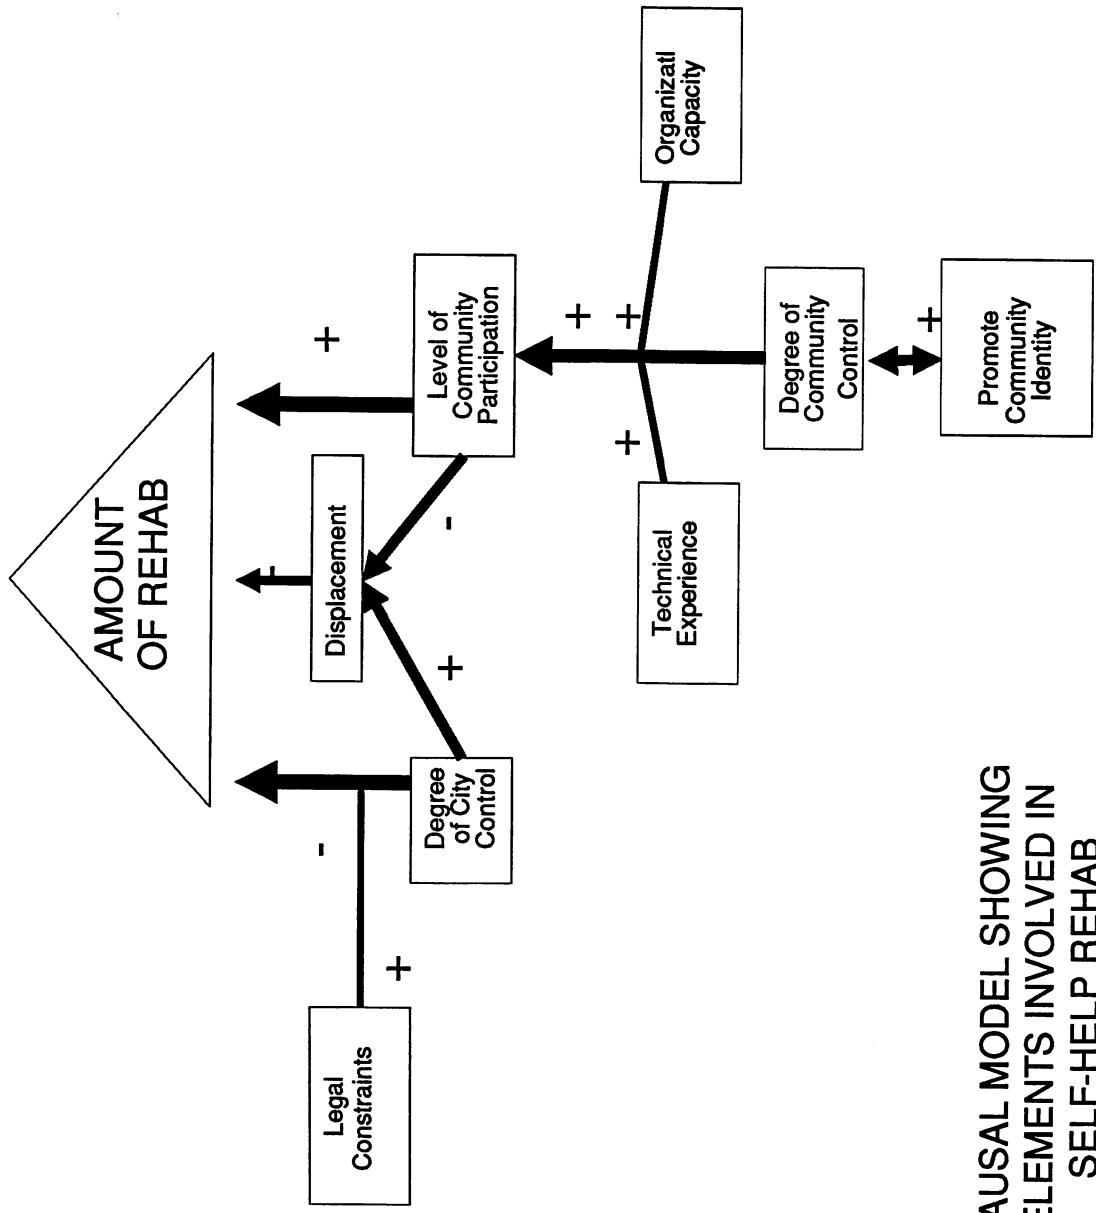 AMOUNT
OF REHAB
+
Displacement
-
+
-
Level of
Community
Participation
Degree
of City
Control
+
Legal
Constraints
+
+
+
Organizatl
Capacity
Technical
Experience
Degree of
Community
Control
+
Promote
Community
Identity
AUSAL MODEL SHOWING
ELEMENTS INVOLVED IN
SELF-HELP REHAB